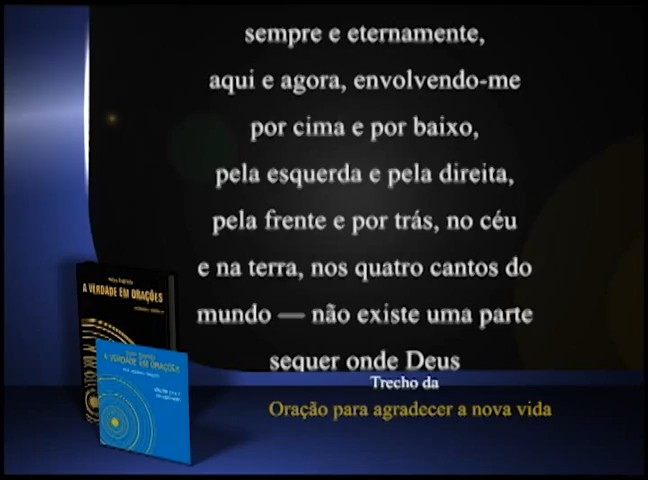 sempre e eternamente,
aqui e agora, envolvendo-me
por cima e por baixo,
pela esquerda e pela direita,
pela frente e por trás, no céu
e na terra, nos quatro cantos do
mundo — não existe uma parte
sequer onde Deus
Trecho da
Oração para agradecer a nova vida
A VERDADE EM ORAÇÕES
A VERDADE EM ORAÇÕES